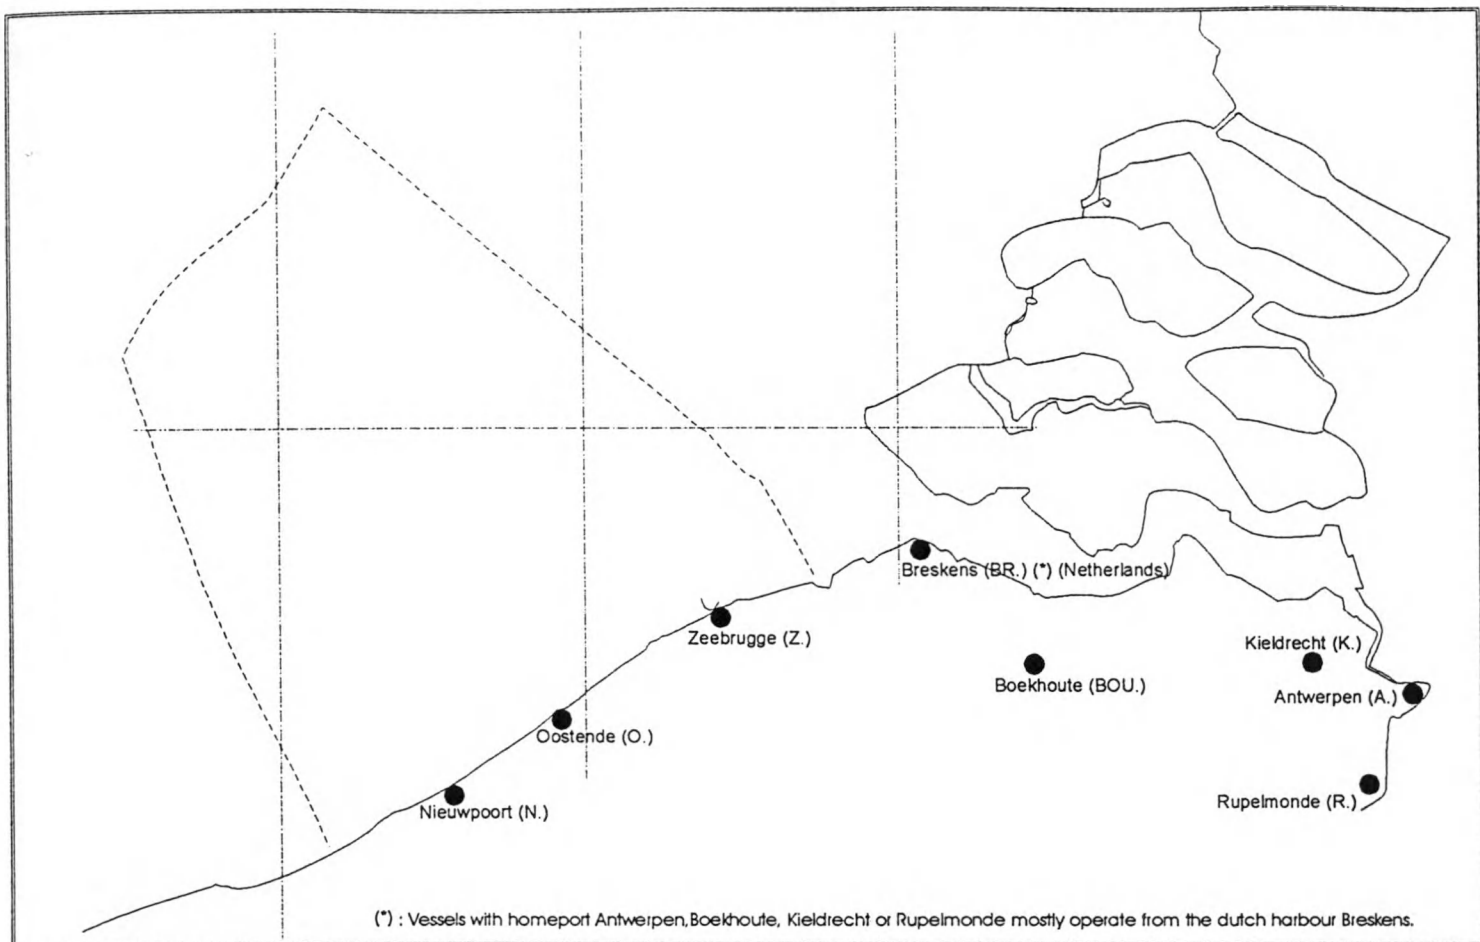 Breskens (BR.) (*) (Netherlands)
Zeebrugge (Z.)
Kieldrecht (K.)
Boekhoute (BOU.)
Antwerpen (A.)
Oostende (O.)
Nieuwpoort (N.)
Rupelmonde (R.)
(*) : Vessels with homeport Antwerpen,Boekhoute, Kieldrecht or Rupelmonde mostly operate from the dutch harbour Breskens.